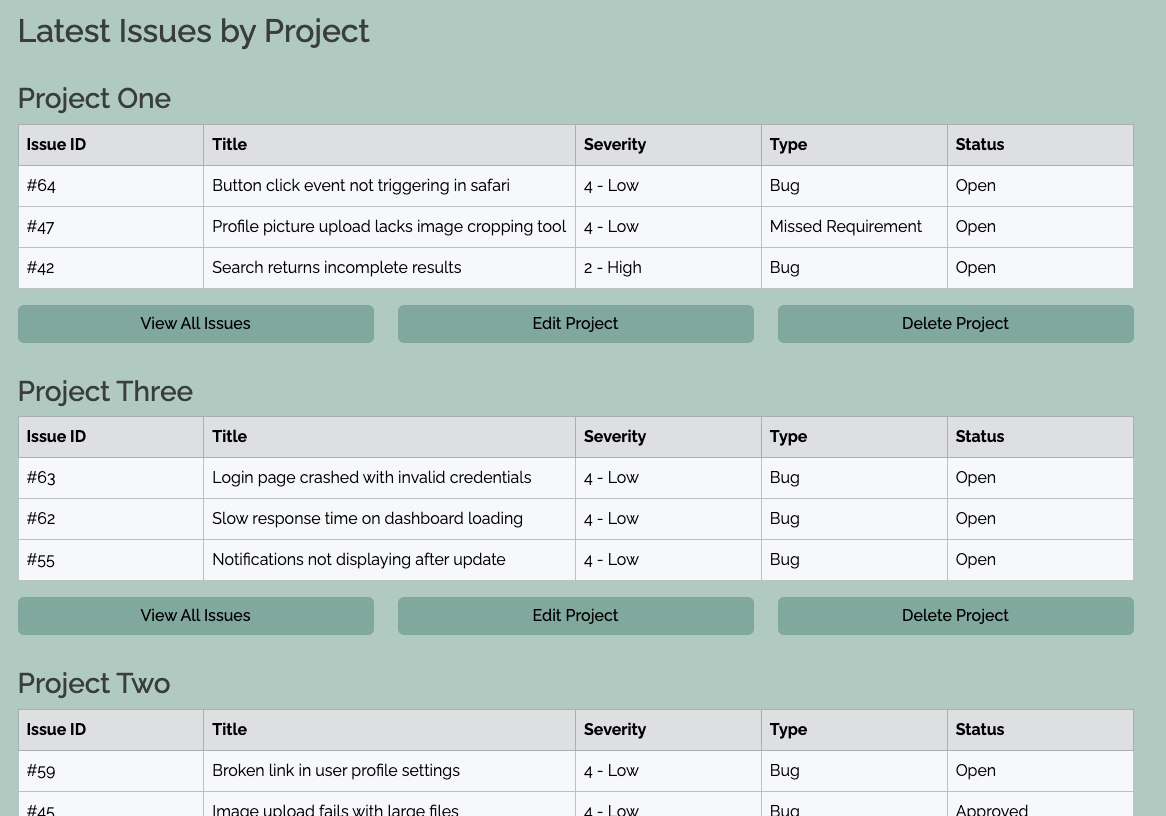 Latest Issues by Project
Project One
Issue ID Title Severity Type Status
#64 Button click event not triggering in safari 4 - Low Bug Open
#47 Profile picture upload lacks image cropping tool 4 - Low Missed Requirement Open
#42 Search returns incomplete results 2 - High Bug Open
View All Issues Edit Project Delete Project
Project Three
Issue ID Title Severity Type Status
#63 Login page crashed with invalid credentials 4 - Low Bug Open
#62 Slow response time on dashboard loading 4 - Low Bug Open
#55 Notifications not displaying after update 4 - Low Bug Open
View All Issues Edit Project Delete Project
Project Two
Issue ID Title Severity Type Status
#59 Broken link in user profile settings 4 - Low Bug Open
#45 Image upload fails with large files 4 - Low Bug Approved